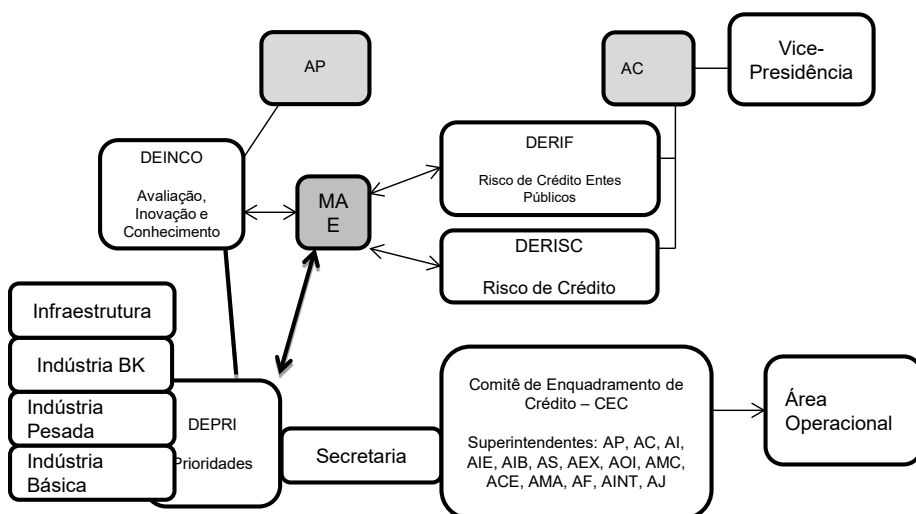 AP
AC
Vice-
Presidência
DEINCO
Avaliação,
Inovação e
Conhecimento
MA
E
DERIF
Risco de Crédito Entes
Públicos
DERISC
Risco de Crédito
Infraestrutura
Indústria BK
Indústria
Pesada
Indústria
Básica
DEPRI
Prioridades
Secretaria
Comitê de Enquadramento de
Crédito – CEC
Superintendentes: AP, AC, AI,
AIE, AIB, AS, AEX, AOI, AMC,
ACE, AMA, AF, AINT, AJ
Área
Operacional